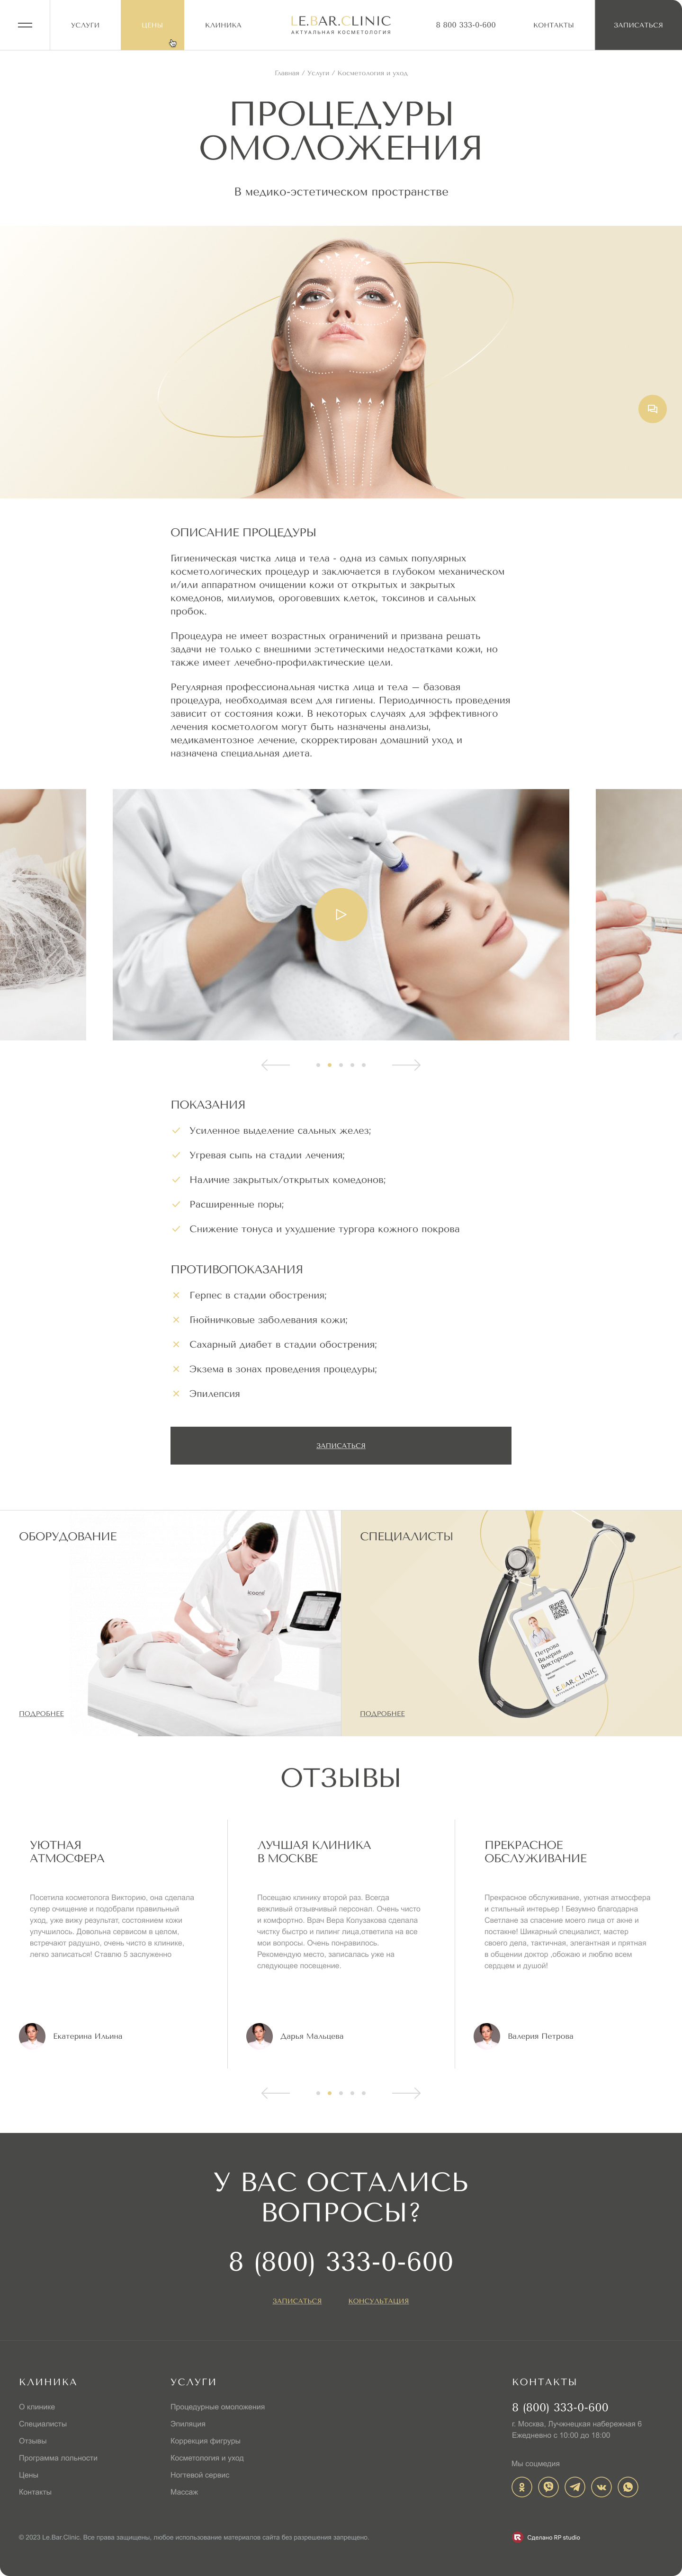 УСЛУГИ
ЦЕНЫ
КЛИНИКА
LE.BAR.CLINIC
АКТУАЛЬНАЯ КОСМЕТОЛОГИЯ
8 800 333-0-600
КОНТАКТЫ
ЗАПИСАТЬСЯ
Главная / Услуги / Косметология и уход
ПРОЦЕДУРЫ
ОМОЛОЖЕНИЯ
В медико-эстетическом пространстве
ОПИСАНИЕ ПРОЦЕДУРЫ
Гигиеническая чистка лица и тела - одна из самых популярных
косметологических процедур и заключается в глубоком механическом
и/или аппаратном очищении кожи от открытых и закрытых
комедонов, милиумов, ороговевших клеток, токсинов и сальных
пробок.
Процедура не имеет возрастных ограничений и призвана решать
задачи не только с внешними эстетическими недостатками кожи, но
также имеет лечебно-профилактические цели.
Регулярная профессиональная чистка лица и тела — базовая
процедура, необходимая всем для гигиены. Периодичность проведения
зависит от состояния кожи. В некоторых случаях для эффективного
лечения косметологом могут быть назначены анализы,
медикаментозное лечение, скорректирован домашний уход и
назначена специальная диета.
ПОКАЗАНИЯ
Усиленное выделение сальных желез;
Угревая сыпь на стадии лечения;
Наличие закрытых/открытых комедонов;
Расширенные поры;
Снижение тонуса и ухудшение тургора кожного покрова
ПРОТИВОПОКАЗАНИЯ
Герпес в стадии обострения;
Гнойничковые заболевания кожи;
Сахарный диабет в стадии обострения;
Экзема в зонах проведения процедуры;
Эпилепсия
ЗАПИСАТЬСЯ
ОБОРУДОВАНИЕ
ПОДРОБНЕЕ
СПЕЦИАЛИСТЫ
Петрова
Валерия
Викторовна
LE.BAR.CLINIC
АКТУАЛЬНАЯ КОСМЕТОЛОГИЯ
ПОДРОБНЕЕ
ОТЗЫВЫ
УЮТНАЯ
АТМОСФЕРА
Посетила косметолога Викторию, она сделала
супер очищение и подобрали правильный
уход, уже вижу результат, состоянием кожи
улучшилось. Довольна сервисом в целом,
встречают радушно, очень чисто в клинике,
легко записаться! Ставлю 5 заслуженно
Екатерина Ильина
ЛУЧШАЯ КЛИНИКА
В МОСКВЕ
Посещаю клинику второй раз. Всегда
вежливый отзывчивый персонал. Очень чисто
и комфортно. Врач Вера Колузакова сделала
чистку быстро и пилинг лица,ответила на все
мои вопросы. Очень понравилось.
Рекомендую место, записалась уже на
следующее посещение.
Дарья Мальцева
ПРЕКРАСНОЕ
ОБСЛУЖИВАНИЕ
Прекрасное обслуживание, уютная атмосфера
и стильный интерьер ! Безумно благодарна
Светлане за спасение моего лица от акне и
постакне! Шикарный специалист, мастер
своего дела, тактичная, элегантная и прятная
в общении доктор ,обожаю и люблю всем
сердцем и душой!
Валерия Петрова
У ВАС ОСТАЛИСЬ
ВОПРОСЫ?
8 (800) 333-0-600
ЗАПИСАТЬСЯ
КОНСУЛЬТАЦИЯ
КЛИНИКА
О клинике
Специалисты
Отзывы
Программа лольности
Цены
Контакты
УСЛУГИ
Процедурные омоложения
Эпиляция
Коррекция фигруры
Косметология и уход
Ногтевой сервис
Массаж
КОНТАКТЫ
8 (800) 333-0-600
г. Москва, Лучжнецкая набережная 6
Ежедневно с 10:00 до 18:00
Мы соцмедия
© 2023 Le.Bar.Clinic. Все права защищены, любое использование материалов сайта без разрешения запрещено.
Сделано RP studio